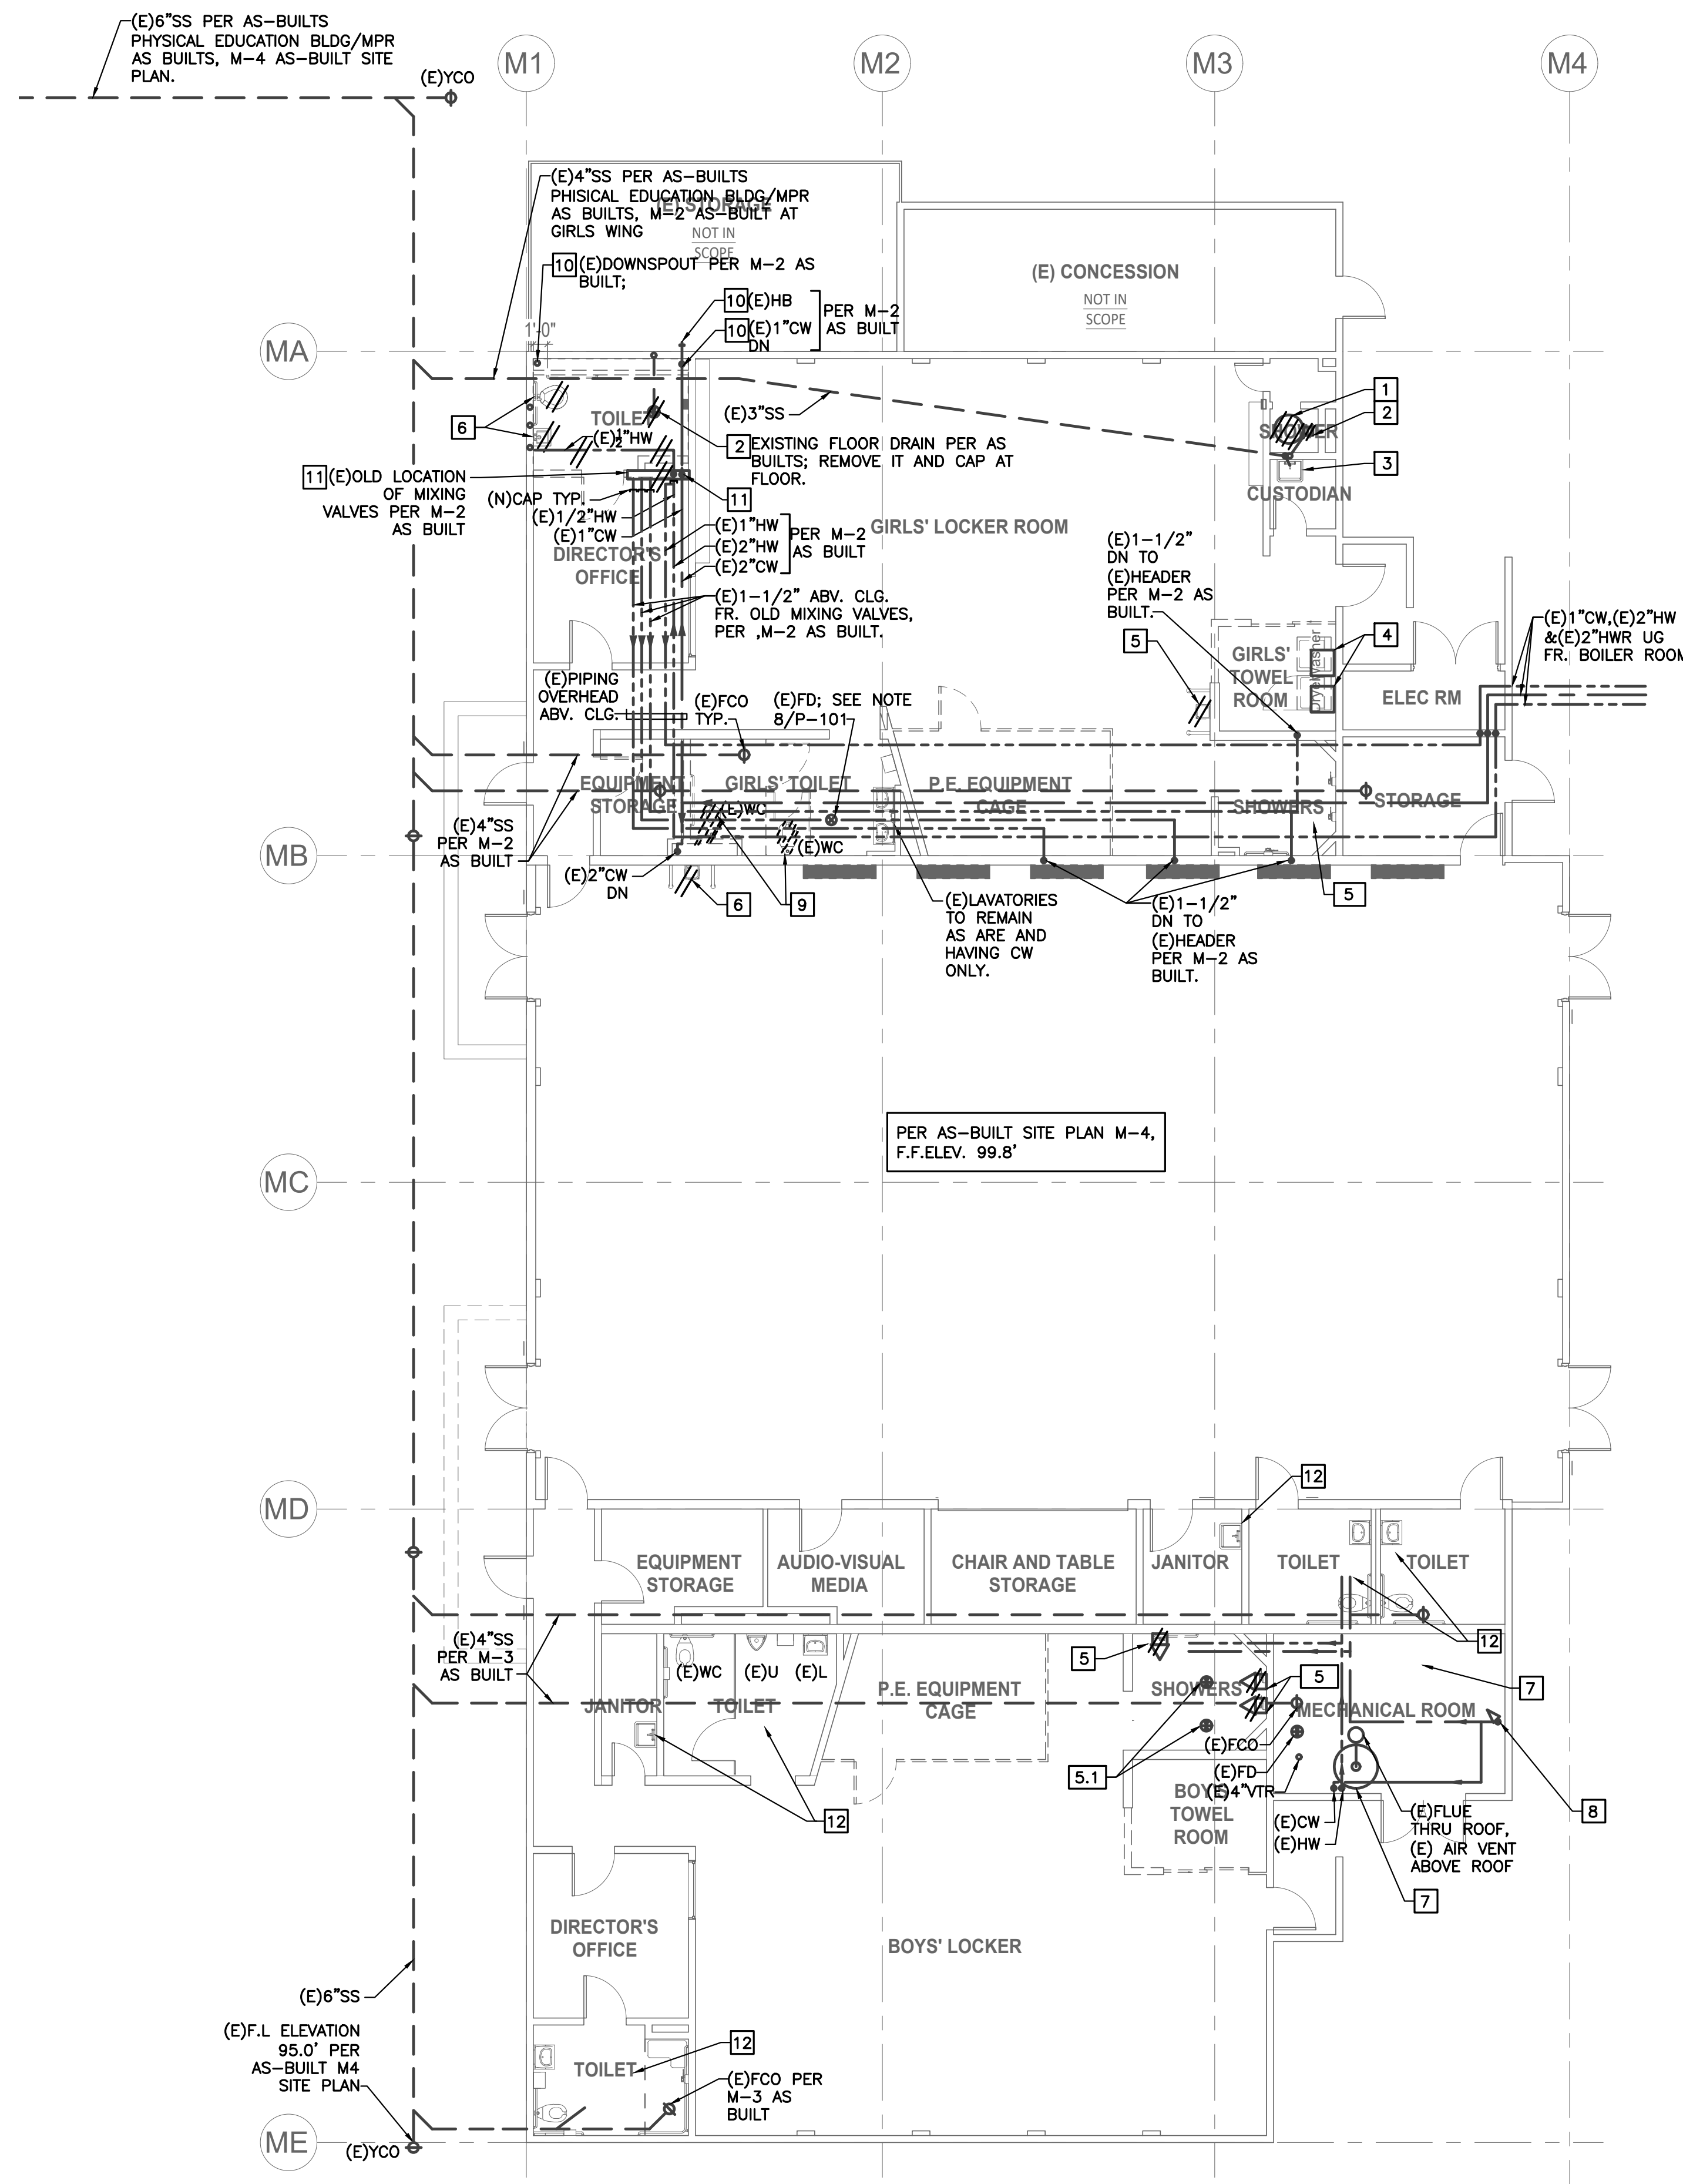 (E)6"SS PER AS-BUILTS
PHYSICAL EDUCATION BLDG/MPR
AS BUILTS, M-4 AS-BUILT SITE
PLAN.
(E)YCO
M1
M2
M3
M4
(E)4"SS PER AS-BUILTS
PHISICAL EDUCATION BLDG/MPR
AS BUILTS, M-2 AS-BUILT AT
GIRLS WING
(E) STORAGE
NOT IN
SCOPE
10 (E)DOWNSPOUT PER M-2 AS
BUILT;
10 (E)HB
10 (E)1"CW
DN
PER M-2
AS BUILT
(E) CONCESSION
NOT IN
SCOPE
1'-0"
MA
(E)3"SS
1
2
SHOWER
3
CUSTODIAN
6
TOILET
(E)½"HW
2 EXISTING FLOOR DRAIN PER AS
BUILTS; REMOVE IT AND CAP AT
FLOOR.
11 (E)OLD LOCATION
OF MIXING
VALVES PER M-2
AS BUILT
(N)CAP TYP.
(E)1/2"HW
(E)1"CW
11
DIRECTOR'S
OFFICE
(E)1"HW
(E)2"HW
(E)2"CW
PER M-2
AS BUILT
GIRLS' LOCKER ROOM
(E)1-1/2" ABV. CLG.
FR. OLD MIXING VALVES,
PER ,M-2 AS BUILT.
(E)1-1/2"
DN TO
(E)HEADER
PER M-2 AS
BUILT.
5
GIRLS'
TOWEL
ROOM
Dryer
Washer
4
ELEC RM
(E)1"CW,(E)2"HW
&(E)2"HWR UG
FR. BOILER ROOM
(E)PIPING
OVERHEAD
ABV. CLG.
(E)FCO
TYP.
(E)FD; SEE NOTE
8/P-101
EQUIPMENT
STORAGE
GIRLS' TOILET
P.E. EQUIPMENT
CAGE
SHOWERS
STORAGE
(E)WC
(E)WC
(E)4"SS
PER M-2
AS BUILT
MB
(E)2"CW
DN
6
9
(E)LAVATORIES
TO REMAIN
AS ARE AND
HAVING CW
ONLY.
(E)1-1/2"
DN TO
(E)HEADER
PER M-2 AS
BUILT.
5
PER AS-BUILT SITE PLAN M-4,
F.F.ELEV. 99.8'
MC
12
MD
EQUIPMENT
STORAGE
AUDIO-VISUAL
MEDIA
CHAIR AND TABLE
STORAGE
JANITOR
TOILET
TOILET
(E)4"SS
PER M-3
AS BUILT
5
12
(E)WC
(E)U
(E)L
5
7
JANITOR
TOILET
P.E. EQUIPMENT
CAGE
SHOWERS
MECHANICAL ROOM
(E)FCO
(E)FD
(E)4"VTR
5.1
BOYS'
TOWEL
ROOM
12
(E)CW
(E)HW
(E)FLUE
THRU ROOF,
(E) AIR VENT
ABOVE ROOF
8
7
DIRECTOR'S
OFFICE
BOYS' LOCKER
(E)6"SS
(E)F.L ELEVATION
95.0' PER
AS-BUILT M4
SITE PLAN
12
TOILET
(E)FCO PER
M-3 AS
BUILT
ME
(E)YCO